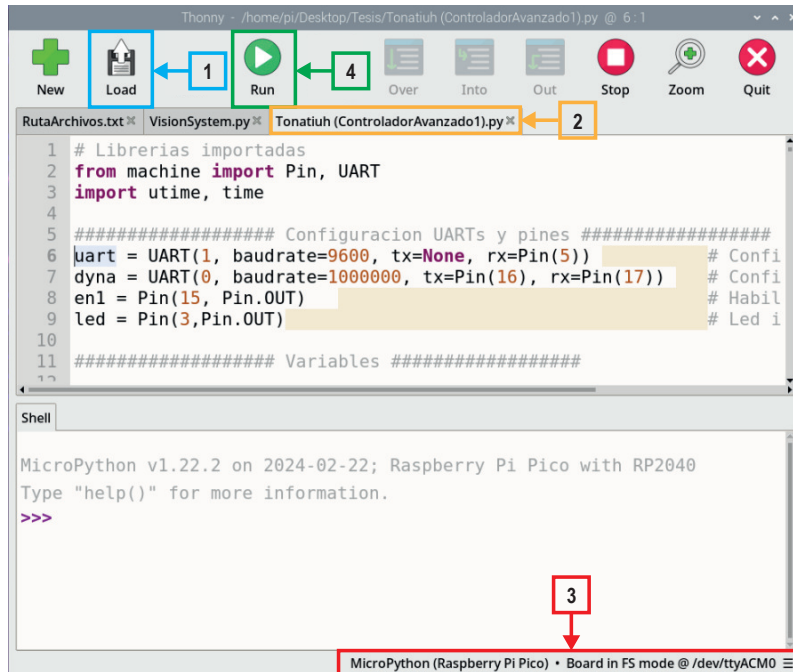 Thonny - /home/pi/Desktop/Tesis/Tonatiuh (ControladorAvanzado1).py @ 6:1
1 4
New Load Run Over Into Out Stop Zoom Quit
RutaArchivos.txt VisionSystem.py Tonatiuh (ControladorAvanzado1).py 2
1 # Librerias importadas
2 from machine import Pin, UART
3 import utime, time
4
5 ################### Configuracion UARTs y pines ##################
6 uart = UART(1, baudrate=9600, tx=None, rx=Pin(5)) # Confi
7 dyna = UART(0, baudrate=1000000, tx=Pin(16), rx=Pin(17)) # Confi
8 en1 = Pin(15, Pin.OUT) # Habil
9 led = Pin(3,Pin.OUT) # Led i
10
11 ################### Variables ##################
12
Shell
MicroPython v1.22.2 on 2024-02-22; Raspberry Pi Pico with RP2040
Type "help()" for more information.
>>>
3
MicroPython (Raspberry Pi Pico) • Board in FS mode @ /dev/ttyACM0 ☰